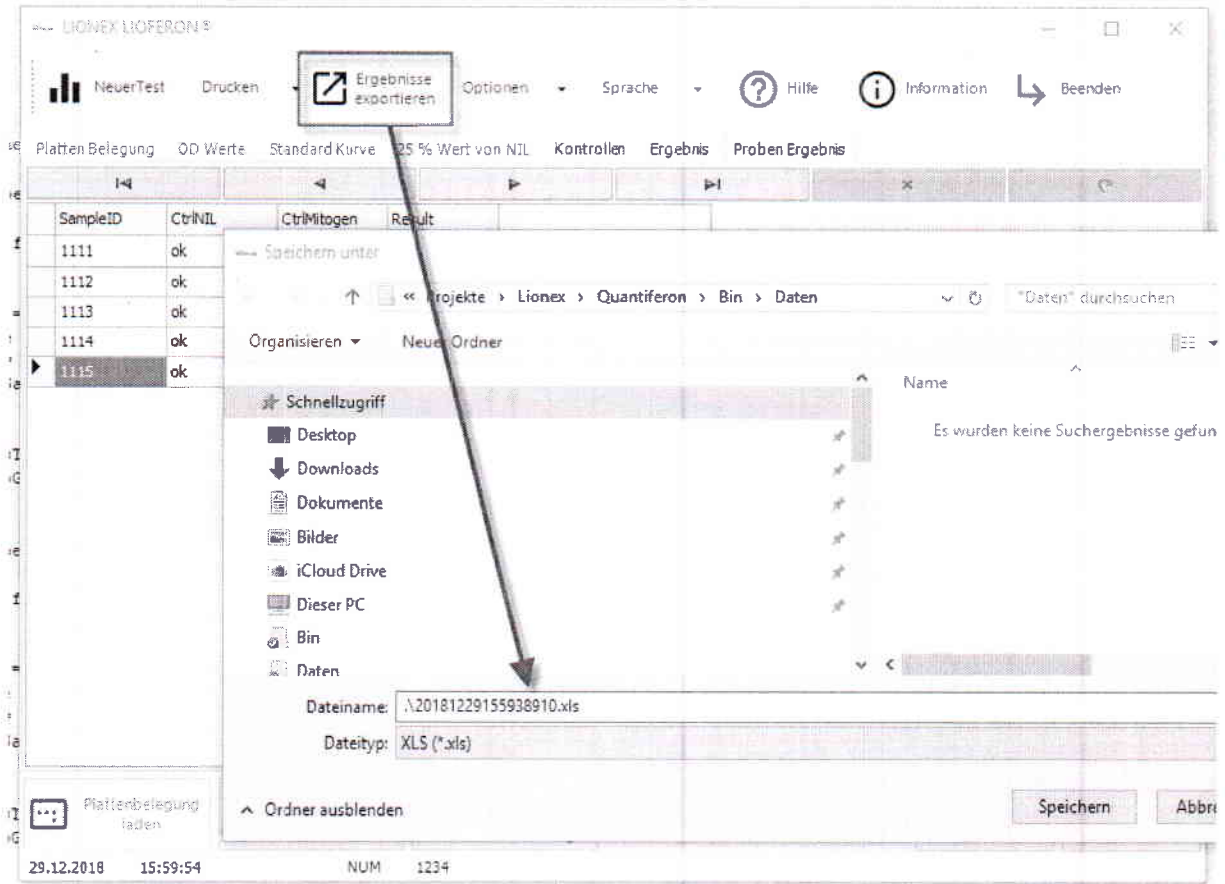 LIONEX LIOFERON ®
NeuerTest Drucken Ergebnisse exportieren Optionen Sprache Hilfe Information Beenden
Platten Belegung OD Werte Standard Kurve 25 % Wert von NIL Kontrollen Ergebnis Proben Ergebnis
SampleID CtrlNIL CtrlMitogen Result
1111 ok
1112 ok
1113 ok
1114 ok
1115 ok
Speichern unter
« Projekte › Lionex › Quantiferon › Bin › Daten "Daten" durchsuchen
Organisieren Neuer Ordner
Name
Es wurden keine Suchergebnisse gefun
Schnellzugriff
Desktop
Downloads
Dokumente
Bilder
iCloud Drive
Dieser PC
Bin
Daten
Dateiname: .\20181229155938910.xls
Dateityp: XLS (*.xls)
Ordner ausblenden Speichern Abbr
Plattenbelegung laden
29.12.2018 15:59:54 NUM 1234